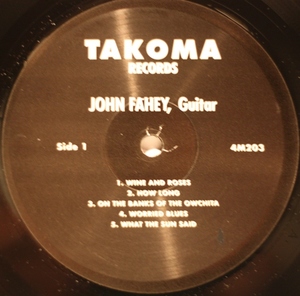 TAKOMA
RECORDS
JOHN FAHEY, Guitar
Side 1
4M203
1. WINE AND ROSES
2. HOW LONG
3. ON THE BANKS OF THE OWCHITA
4. WORRIED BLUES
5. WHAT THE SUN SAID